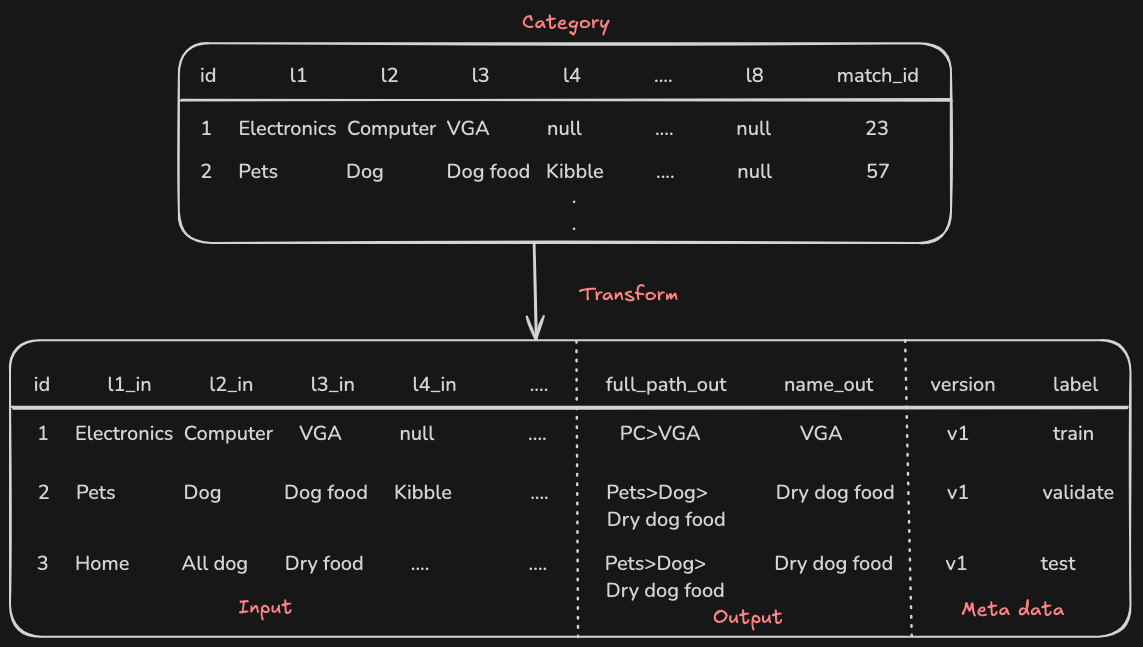 Category
id l1 l2 l3 l4 .... l8 match_id
1 Electronics Computer VGA null .... null 23
2 Pets Dog Dog food Kibble .... null 57
.
.
Transform
id l1_in l2_in l3_in l4_in .... full_path_out name_out version label
1 Electronics Computer VGA null .... PC>VGA VGA v1 train
2 Pets Dog Dog food Kibble .... Pets>Dog> Dry dog food v1 validate
Dry dog food
3 Home All dog Dry food .... .... Pets>Dog> Dry dog food v1 test
Dry dog food
Input Output Meta data